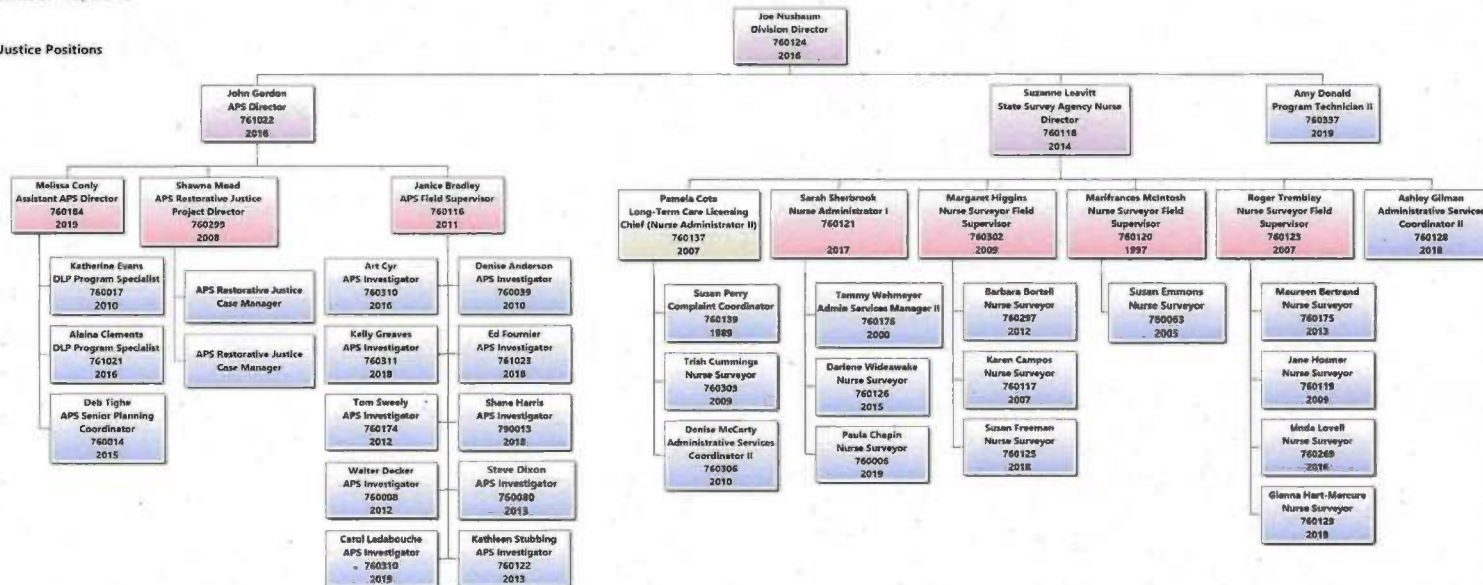 Justice Positions
Joe Nusbaum
Division Director
760124
2016
John Gordon
APS Director
761022
2016
Suzanne Leavitt
State Survey Agency Nurse
Director
760118
2014
Amy Donald
Program Technician II
760337
2019
Melissa Conly
Assistant APS Director
760184
2019
Shawna Mead
APS Restorative Justice
Project Director
760299
2008
Janice Bradley
APS Field Supervisor
760116
2011
Pamela Cota
Long-Term Care Licensing
Chief (Nurse Administrator II)
760137
2007
Sarah Sherbrook
Nurse Administrator I
760121
2017
Margaret Higgins
Nurse Surveyor Field
Supervisor
760302
2009
Marifrances McIntosh
Nurse Surveyor Field
Supervisor
760120
1997
Roger Tremblay
Nurse Surveyor Field
Supervisor
760123
2007
Ashley Gilman
Administrative Services
Coordinator II
760128
2018
Katherine Evans
DLP Program Specialist
760017
2010
Alaina Clements
DLP Program Specialist
761021
2016
Deb Tighe
APS Senior Planning
Coordinator
760014
2015
APS Restorative Justice
Case Manager
APS Restorative Justice
Case Manager
Art Cyr
APS Investigator
760310
2016
Denise Anderson
APS Investigator
760039
2010
Kelly Greaves
APS Investigator
760311
2018
Ed Fournier
APS Investigator
761023
2018
Tom Sweely
APS Investigator
760174
2012
Shane Harris
APS Investigator
790013
2018
Walter Decker
APS Investigator
760008
2012
Steve Dixon
APS Investigator
760080
2013
Carol Ladabouche
APS Investigator
760310
2019
Kathleen Stubbing
APS Investigator
760122
2013
Susan Perry
Complaint Coordinator
760139
1989
Trish Cummings
Nurse Surveyor
760303
2009
Denise McCarty
Administrative Services
Coordinator II
760306
2010
Tammy Wehmeyer
Admin Services Manager II
760176
2000
Darlene Wideawake
Nurse Surveyor
760126
2015
Paula Chapin
Nurse Surveyor
760006
2019
Barbara Bortell
Nurse Surveyor
760297
2012
Karen Campos
Nurse Surveyor
760117
2007
Susan Freeman
Nurse Surveyor
760125
2018
Susan Emmons
Nurse Surveyor
760063
2005
Maureen Bertrand
Nurse Surveyor
760175
2013
Jane Hosmer
Nurse Surveyor
760119
2009
Linda Lovell
Nurse Surveyor
760269
2016
Glenna Hart-Mercure
Nurse Surveyor
760129
2019